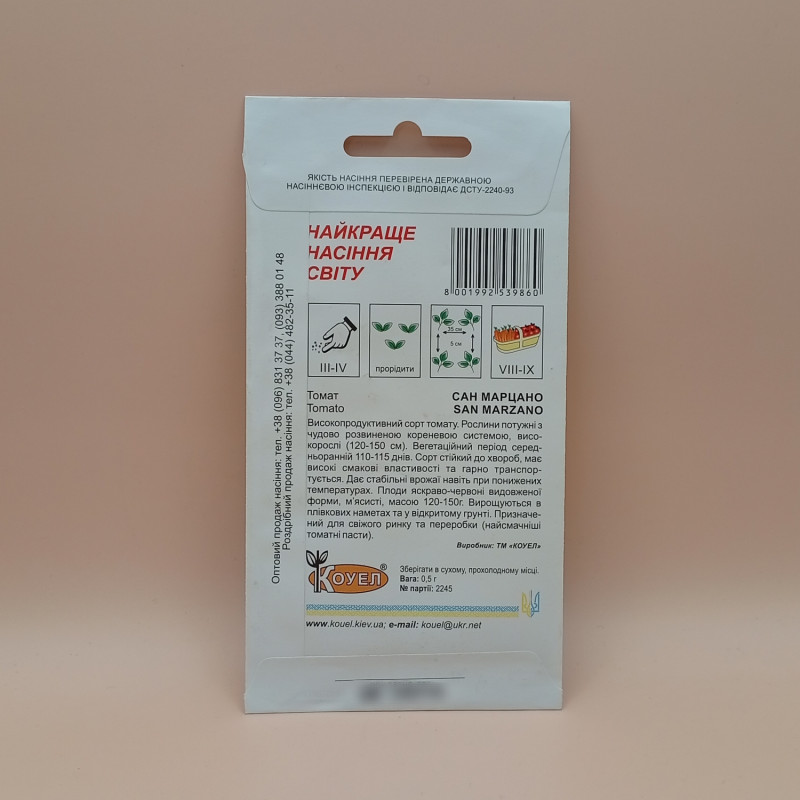 ЯКІСТЬ НАСІННЯ ПЕРЕВІРЕНА ДЕРЖАВНОЮ
НАСІННЄВОЮ ІНСПЕКЦІЄЮ І ВІДПОВІДАЄ ДСТУ-2240-93
НАЙКРАЩЕ
НАСІННЯ
СВІТУ
8 001992 539860
ІІІ-IV
прорідити
35 см
5 см
VIII-IX
Томат
САН МАРЦАНО
Tomato
SAN MARZANO
Високопродуктивний сорт томату. Рослини потужні з
чудово розвиненою кореневою системою, висо-
корослі (120-150 см). Вегетаційний період серед-
ньоранній 110-115 днів. Сорт стійкий до хвороб, має
високі смакові властивості та гарно транспор-
тується. Дає стабільні врожаї навіть при понижених
температурах. Плоди яскраво-червоні видовженої
форми, м'ясисті, масою 120-150г. Вирощуються в
плівкових наметах та у відкритому грунті. Призначе-
ний для свіжого ринку та переробки (найсмачніші
томатні пасти).
Виробник: ТМ «КОУЕЛ»
КОУЕЛ®
Зберігати в сухому, прохолодному місці.
Вага: 0,5 г
№ партії: 2245
www.kouel.kiev.ua; e-mail: kouel@ukr.net
Оптовий продаж насіння: тел. +38 (096) 831 37 37, (093) 388 01 48
Роздрібний продаж насіння: тел. +38 (044) 482-35-11